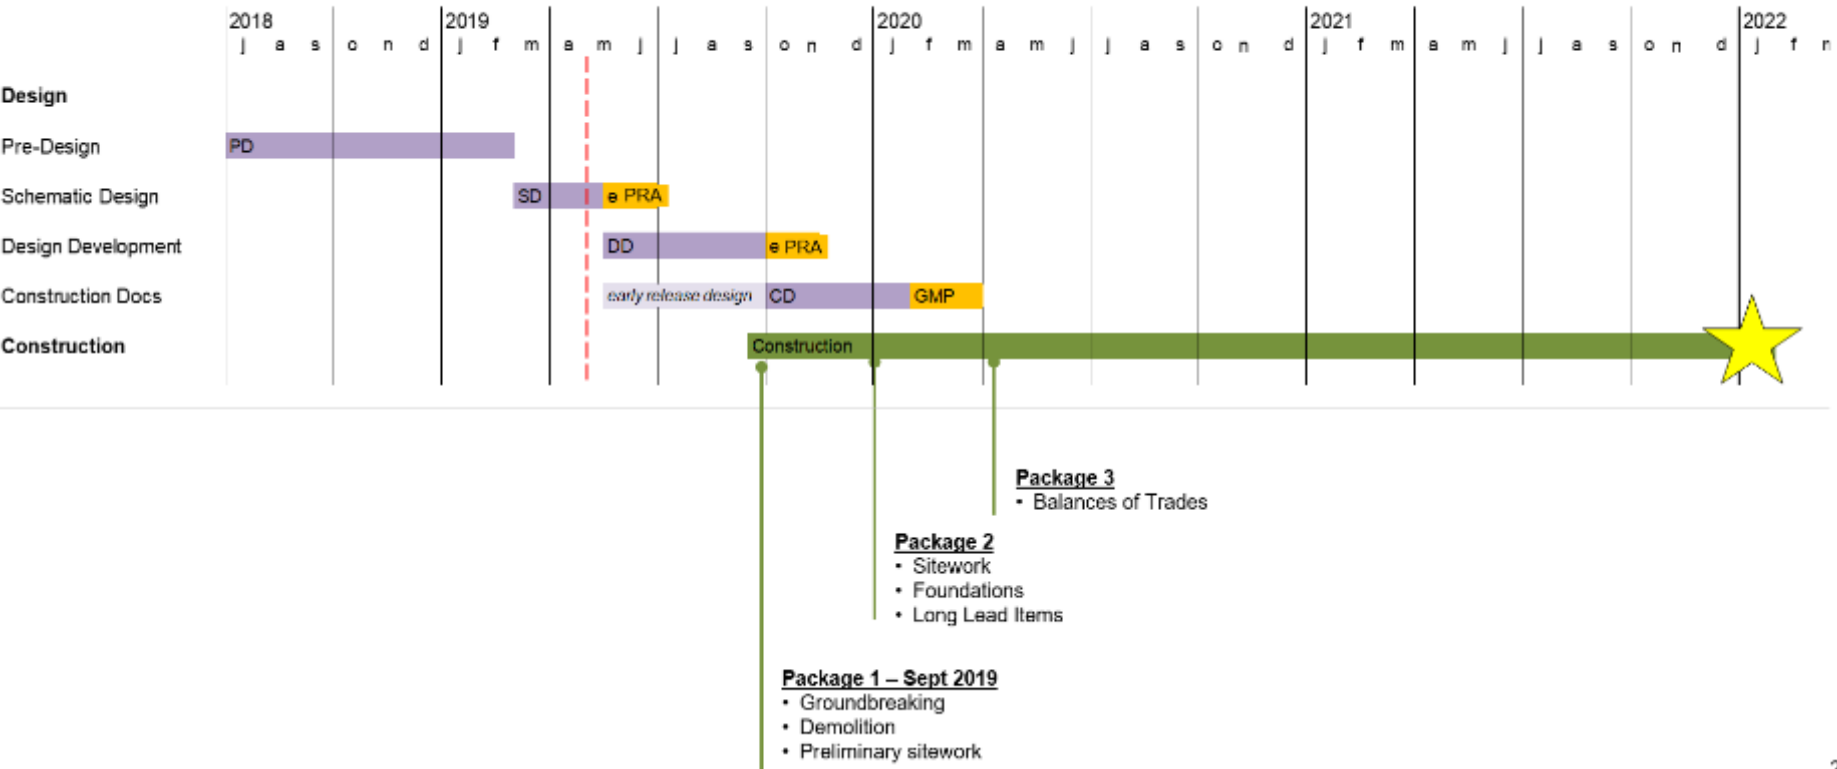 2018 2019 2020 2021 2022
j a s o n d j f m a m j j a s o n d j f m a m j j a s o n d j f m a m j j a s o n d j f
Design
Pre-Design PD
Schematic Design SD e PRA
Design Development DD e PRA
Construction Docs early release design CD GMP
Construction Construction
Package 3
• Balances of Trades
Package 2
• Sitework
• Foundations
• Long Lead Items
Package 1 – Sept 2019
• Groundbreaking
• Demolition
• Preliminary sitework